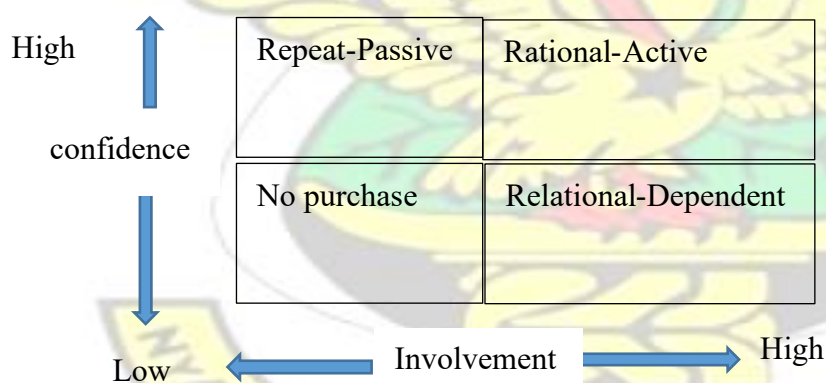 High
Repeat-Passive
Rational-Active
confidence
No purchase
Relational-Dependent
Low
Involvement
High